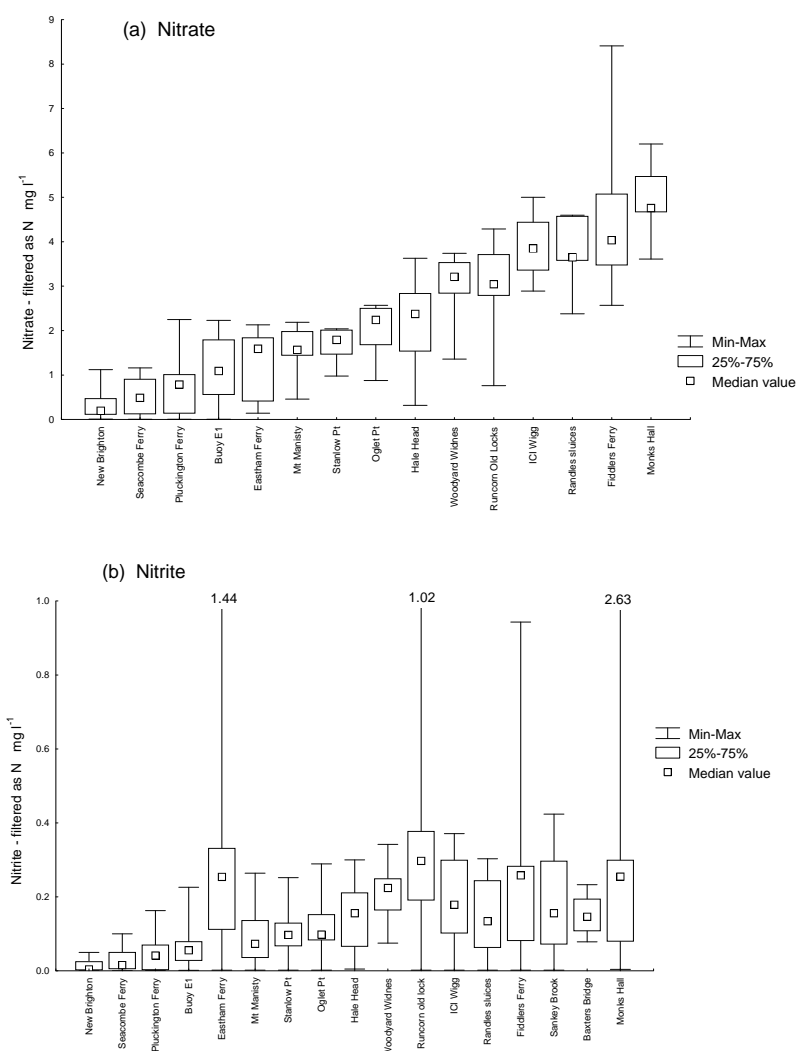 (a) Nitrate
9
8
7
6
5
4
3
2
1
0
Nitrate - filtered as N mg l-1
New Brighton
Seacombe Ferry
Pluckington Ferry
Buoy E1
Eastham Ferry
Mt Manisty
Stanlow Pt
Oglet Pt
Hale Head
Woodyard Widnes
Runcorn Old Locks
ICI Wigg
Randles sluices
Fiddlers Ferry
Monks Hall
Min-Max
25%-75%
Median value
(b) Nitrite
1.44
1.02
2.63
1.0
0.8
0.6
0.4
0.2
0.0
Nitrite - filtered as N mg l-1
New Brighton
Seacombe Ferry
Pluckington Ferry
Buoy E1
Eastham Ferry
Mt Manisty
Stanlow Pt
Oglet Pt
Hale Head
Woodyard Widnes
Runcorn old lock
ICI Wigg
Randles sluices
Fiddlers Ferry
Sankey Brook
Baxters Bridge
Monks Hall
Min-Max
25%-75%
Median value